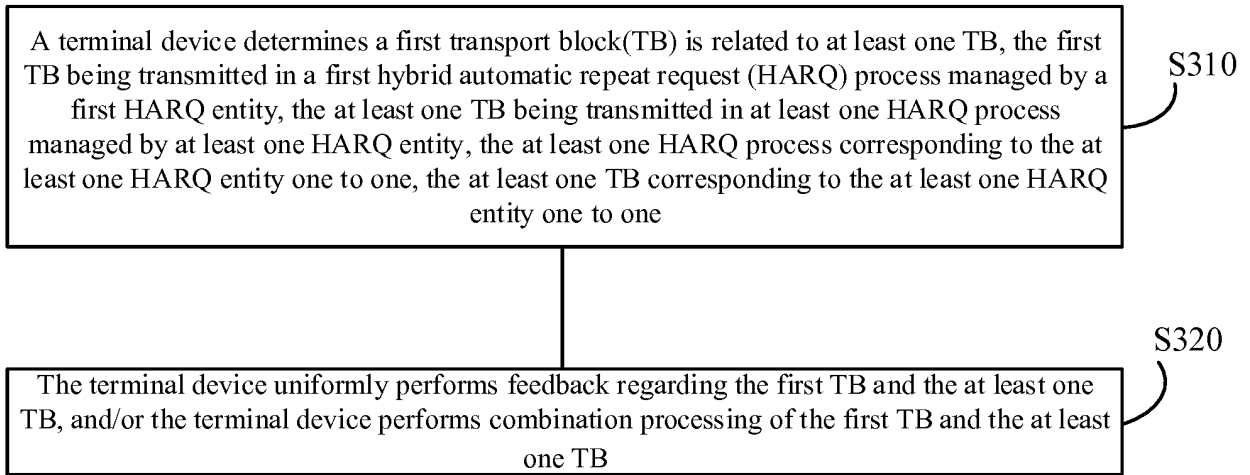 A terminal device determines a first transport block(TB) is related to at least one TB, the first
TB being transmitted in a first hybrid automatic repeat request (HARQ) process managed by a
first HARQ entity, the at least one TB being transmitted in at least one HARQ process
managed by at least one HARQ entity, the at least one HARQ process corresponding to the at
least one HARQ entity one to one, the at least one TB corresponding to the at least one HARQ
entity one to one
S310
S320
The terminal device uniformly performs feedback regarding the first TB and the at least one
TB, and/or the terminal device performs combination processing of the first TB and the at least
one TB